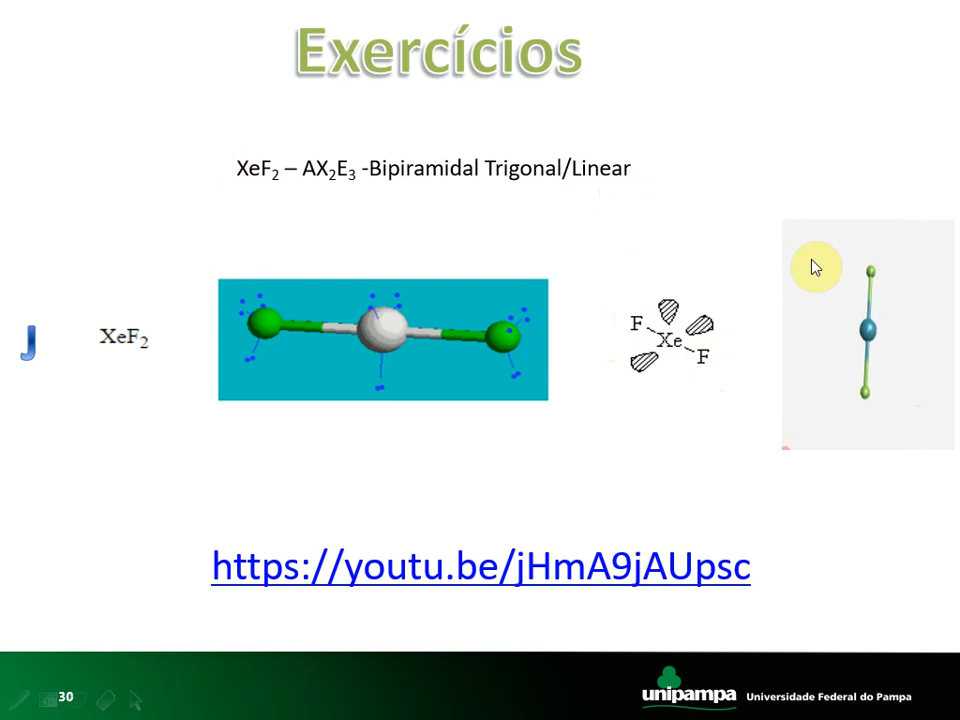 Exercícios
XeF2 – AX2E3 -Bipiramidal Trigonal/Linear
J
XeF2
F
Xe
F
https://youtu.be/jHmA9jAUpsc
30
unipampa
Universidade Federal do Pampa